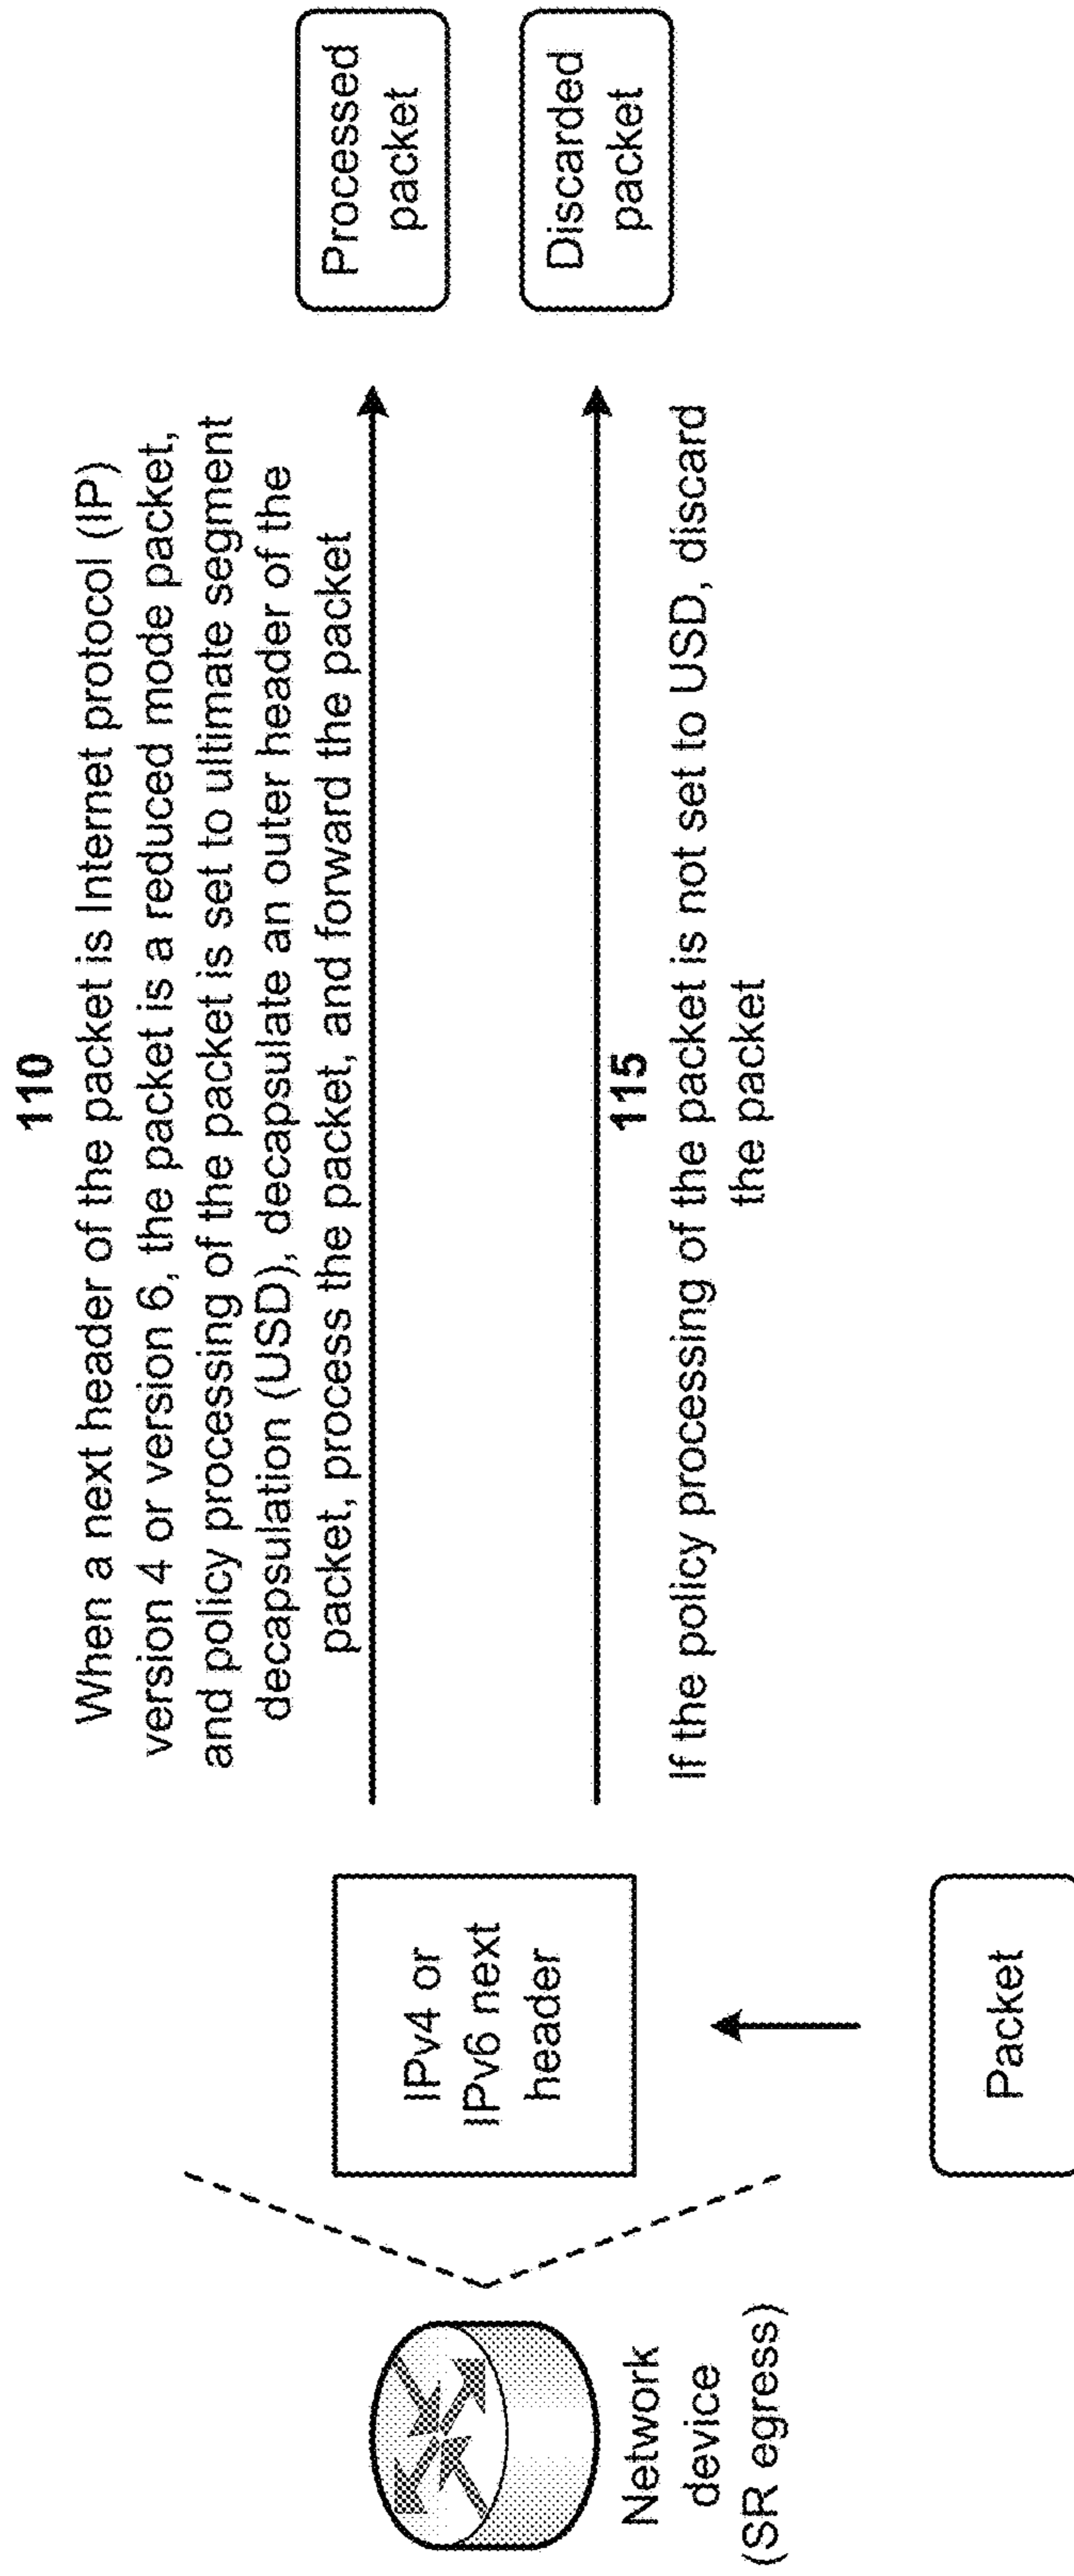 110
When a next header of the packet is Internet protocol (IP)
version 4 or version 6, the packet is a reduced mode packet,
and policy processing of the packet is set to ultimate segment
decapsulation (USD), decapsulate an outer header of the
packet, process the packet, and forward the packet
Network
device
(SR egress)
IPv4 or
IPv6 next
header
Processed
packet
Discarded
packet
115
If the policy processing of the packet is not set to USD, discard
the packet
Packet